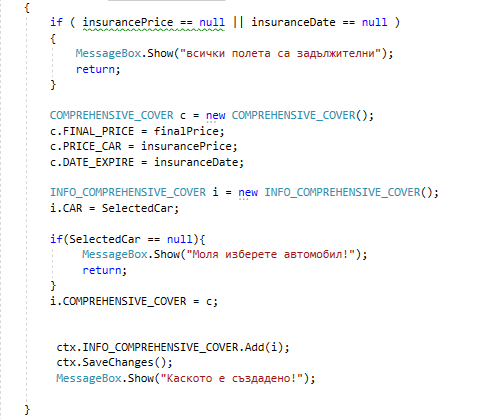 {
if ( insurancePrice == null || insuranceDate == null )
{
MessageBox.Show("всички полета са задължителни");
return;
}
COMPREHENSIVE_COVER c = new COMPREHENSIVE_COVER();
c.FINAL_PRICE = finalPrice;
c.PRICE_CAR = insurancePrice;
c.DATE_EXPIRE = insuranceDate;
INFO_COMPREHENSIVE_COVER i = new INFO_COMPREHENSIVE_COVER();
i.CAR = SelectedCar;
if(SelectedCar == null){
MessageBox.Show("Моля изберете автомобил!");
return;
}
i.COMPREHENSIVE_COVER = c;
ctx.INFO_COMPREHENSIVE_COVER.Add(i);
ctx.SaveChanges();
MessageBox.Show("Каското е създадено!");
}